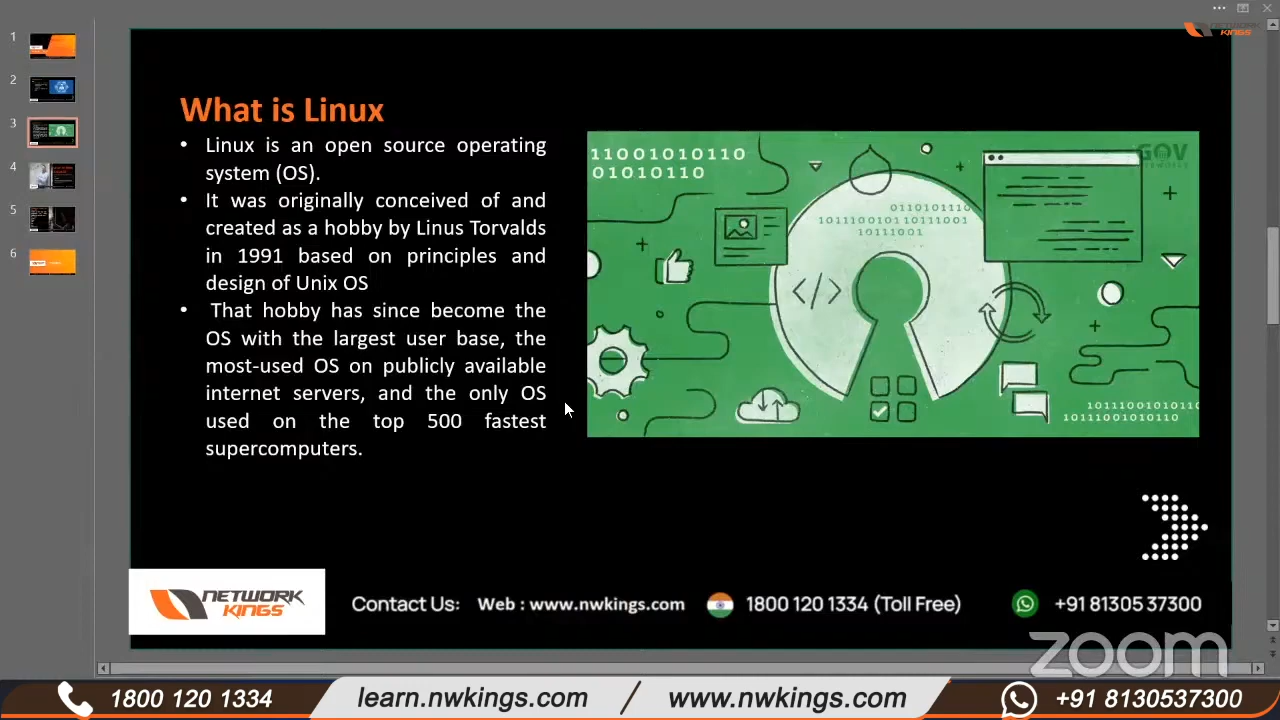 1
2
3
4
5
6
NETWORK
KINGS
What is Linux
• Linux is an open source operating
system (OS).
• It was originally conceived of and
created as a hobby by Linus Torvalds
in 1991 based on principles and
design of Unix OS
• That hobby has since become the
OS with the largest user base, the
most-used OS on publicly available
internet servers, and the only OS
used on the top 500 fastest
supercomputers.
11001010110
01010110
GOV
0110111001011110
</>
10111001
10111001010110
NETWORK
KINGS
Contact Us: Web : www.nwkings.com 1800 120 1334 (Toll Free) +91 81305 37300
zoom
1800 120 1334 learn.nwkings.com / www.nwkings.com +91 8130537300